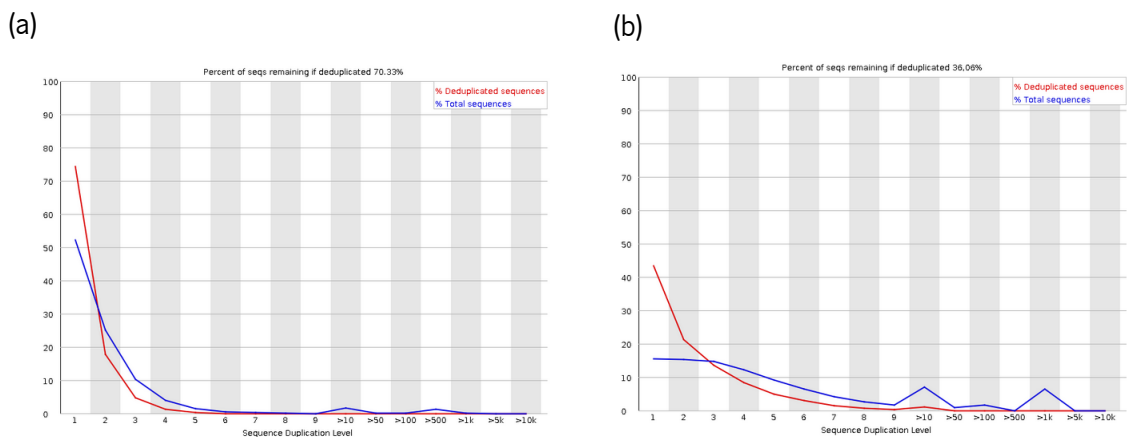 (a)
Percent of seqs remaining if deduplicated 70.33%
% Deduplicated sequences
% Total sequences
100
90
80
70
60
50
40
30
20
10
0
1 2 3 4 5 6 7 8 9 >10 >50 >100 >500 >1k >5k >10k
Sequence Duplication Level
(b)
Percent of seqs remaining if deduplicated 36,06%
% Deduplicated sequences
% Total sequences
100
90
80
70
60
50
40
30
20
10
0
1 2 3 4 5 6 7 8 9 >10 >50 >100 >500 >1k >5k >10k
Sequence Duplication Level